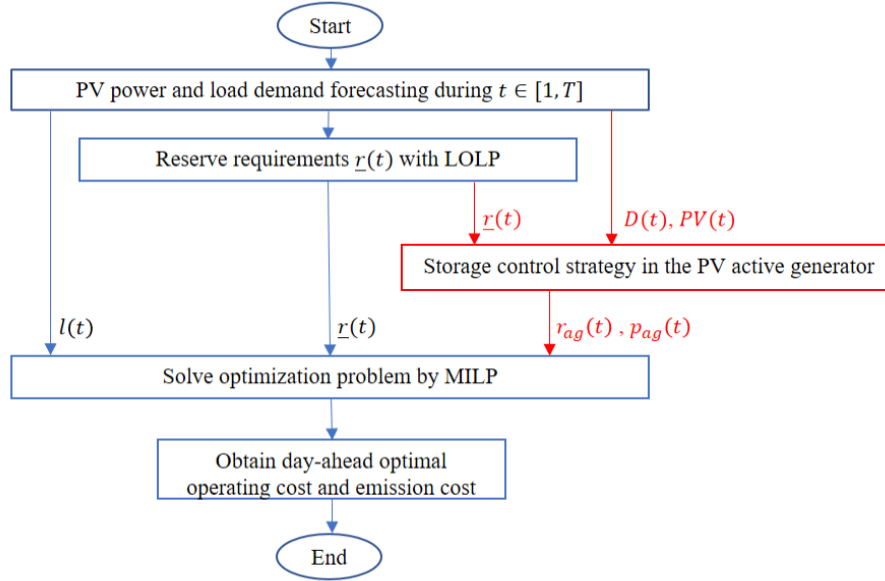 Start
PV power and load demand forecasting during t ∈ [1, T]
Reserve requirements r̲(t) with LOLP
r̲(t)
D(t), PV(t)
Storage control strategy in the PV active generator
l(t)
r̲(t)
r_ag(t) , p_ag(t)
Solve optimization problem by MILP
Obtain day-ahead optimal
operating cost and emission cost
End